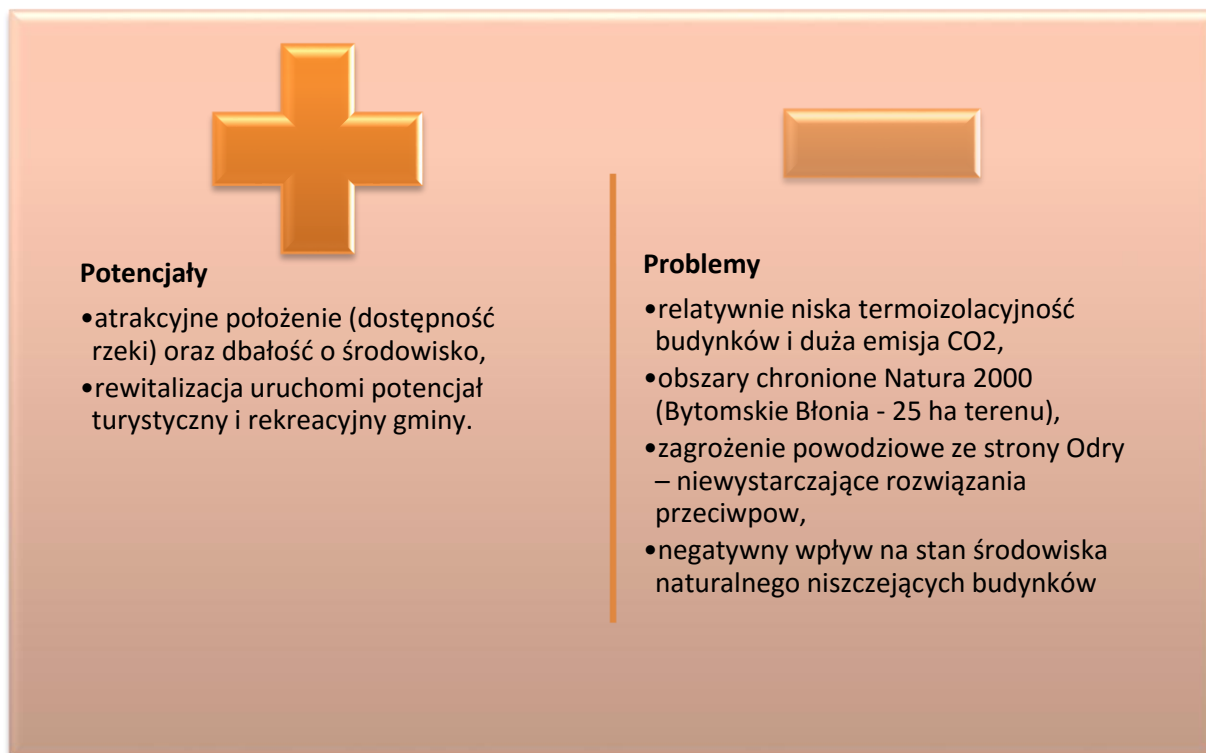 Potencjały
•atrakcyjne położenie (dostępność
rzeki) oraz dbałość o środowisko,
•rewitalizacja uruchomi potencjał
turystyczny i rekreacyjny gminy.
Problemy
•relatywnie niska termoizolacyjność
budynków i duża emisja CO2,
•obszary chronione Natura 2000
(Bytomskie Błonia - 25 ha terenu),
•zagrożenie powodziowe ze strony Odry
– niewystarczające rozwiązania
przeciwpow,
•negatywny wpływ na stan środowiska
naturalnego niszczejących budynków